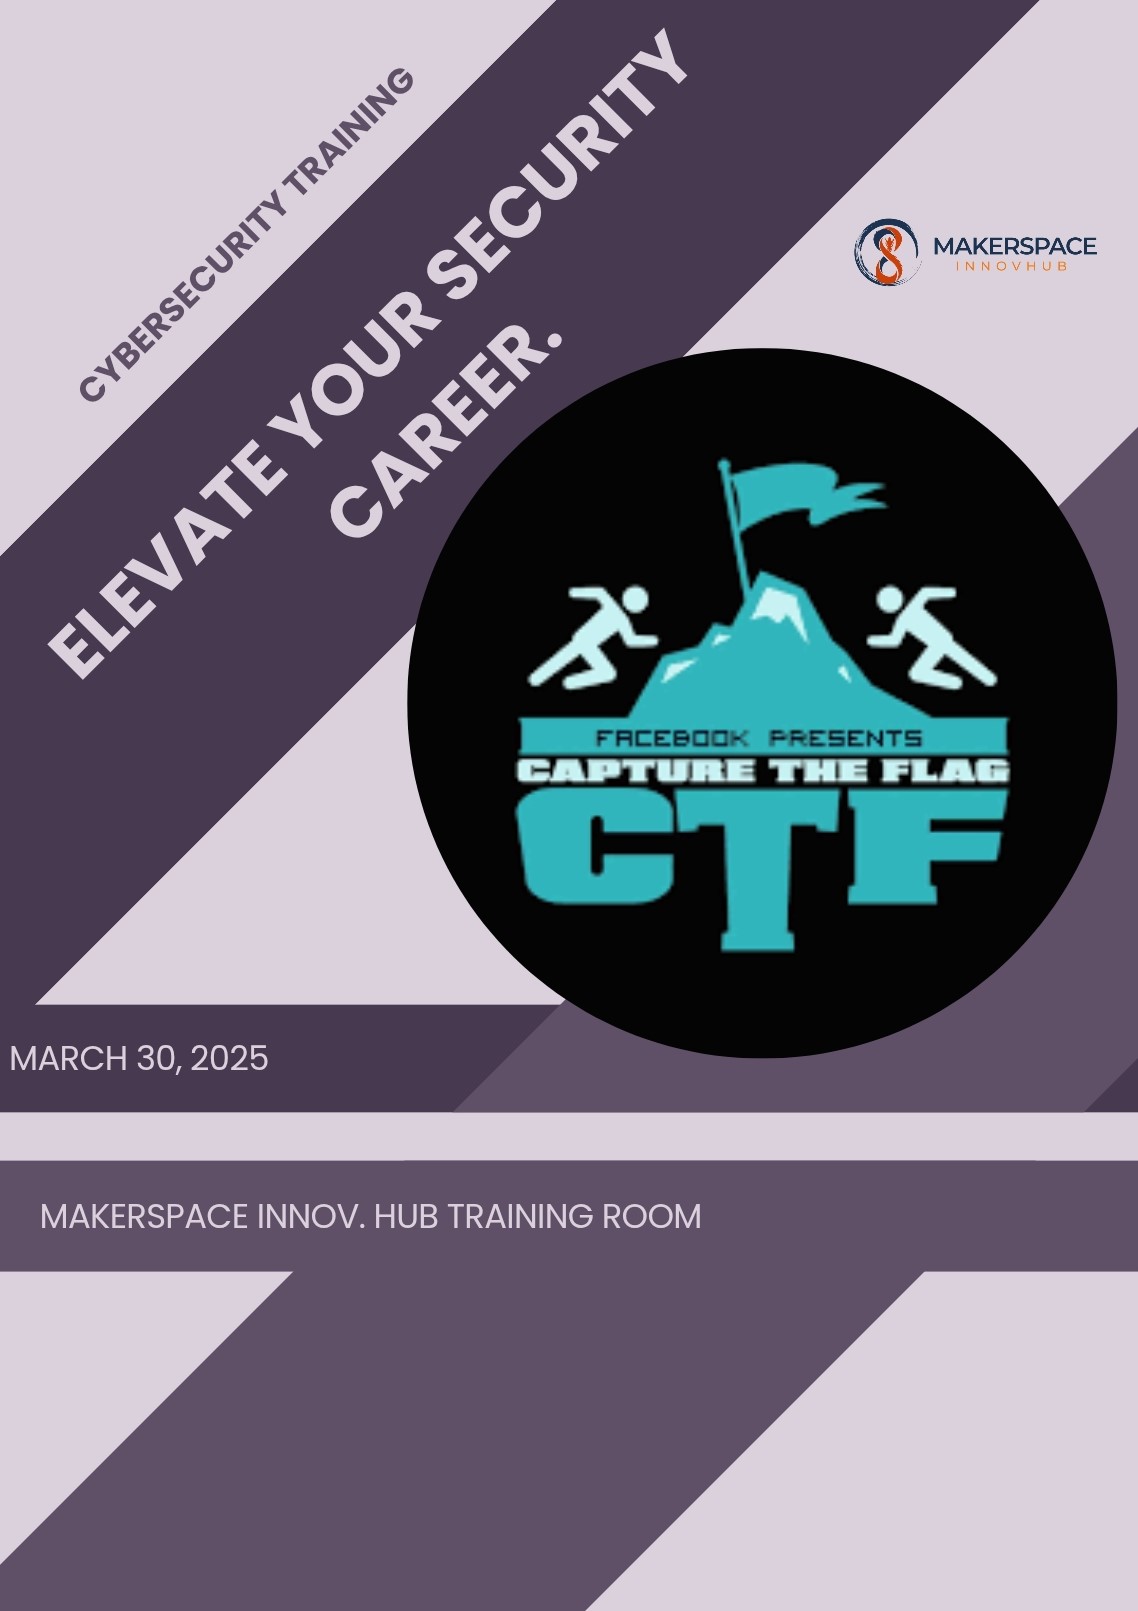 CYBERSECURITY TRAINING
ELEVATE YOUR SECURITY
CAREER.
MAKERSPACE
INNOVHUB
FACEBOOK PRESENTS
CAPTURE THE FLAG
CTF
MARCH 30, 2025
MAKERSPACE INNOV. HUB TRAINING ROOM